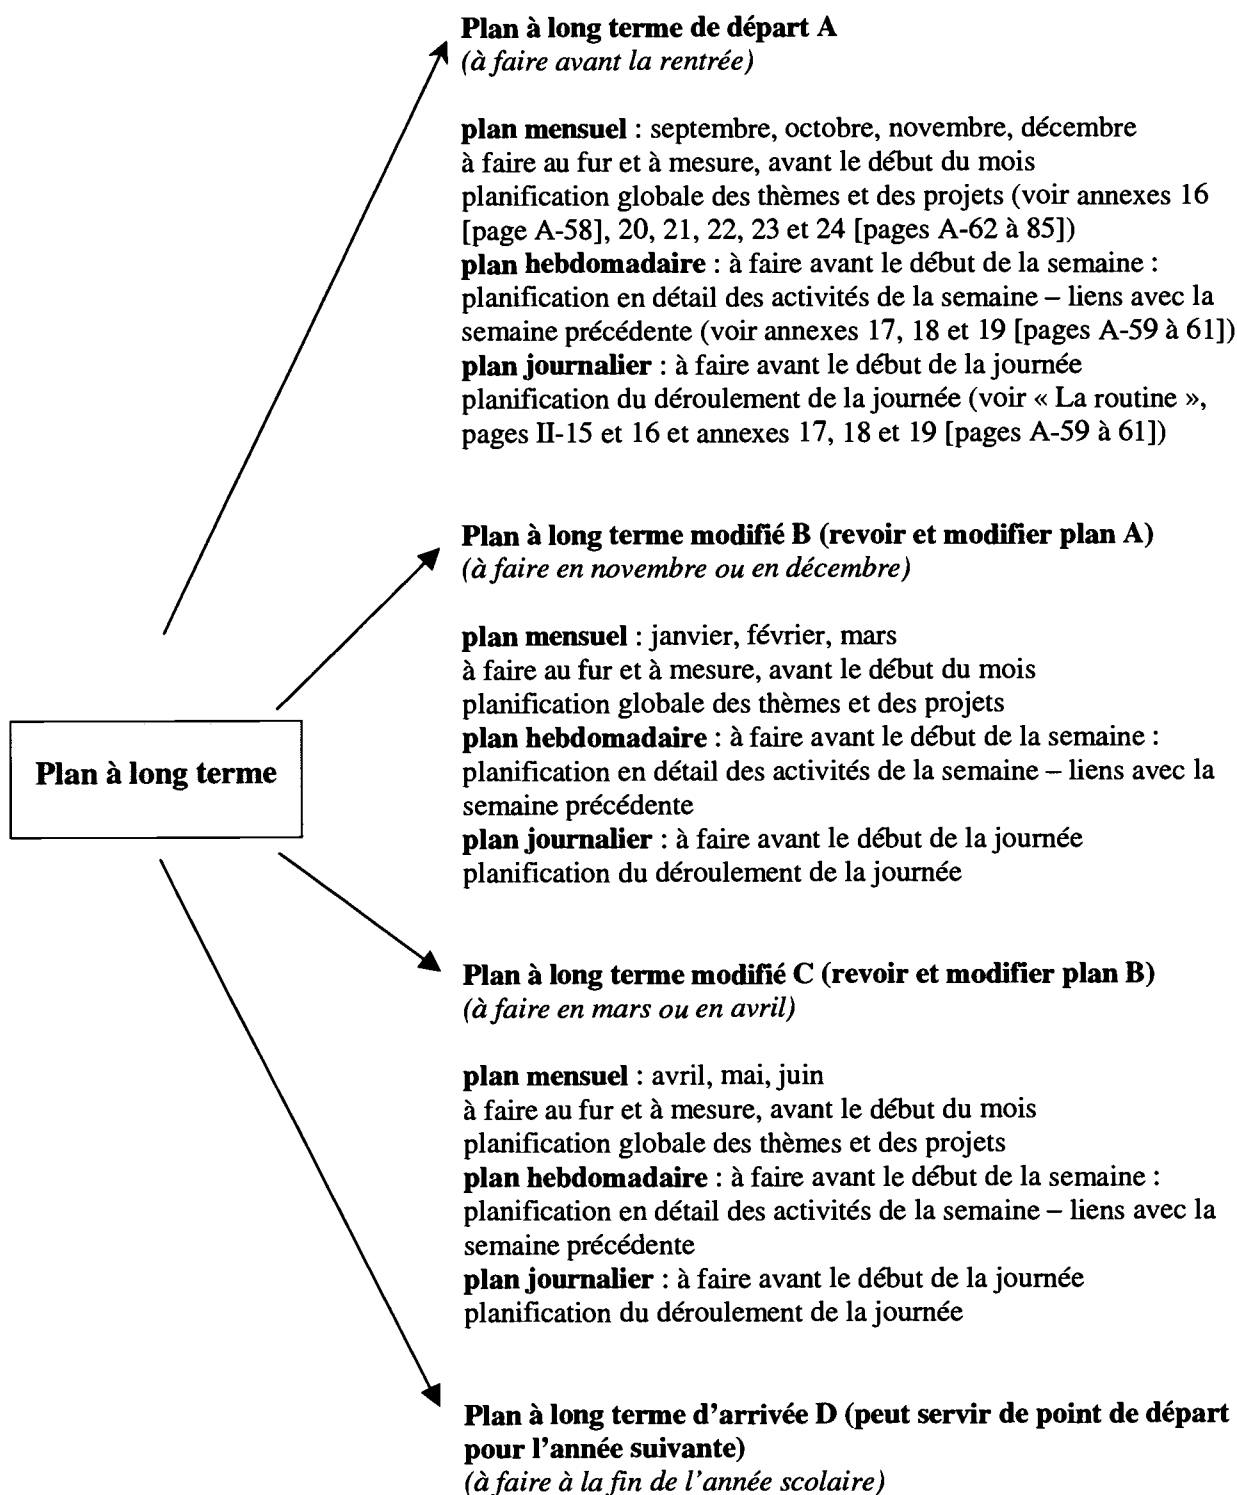 Plan à long terme de départ A
(à faire avant la rentrée)
plan mensuel : septembre, octobre, novembre, décembre
à faire au fur et à mesure, avant le début du mois
planification globale des thèmes et des projets (voir annexes 16
[page A-58], 20, 21, 22, 23 et 24 [pages A-62 à 85])
plan hebdomadaire : à faire avant le début de la semaine :
planification en détail des activités de la semaine – liens avec la
semaine précédente (voir annexes 17, 18 et 19 [pages A-59 à 61])
plan journalier : à faire avant le début de la journée
planification du déroulement de la journée (voir « La routine »,
pages II-15 et 16 et annexes 17, 18 et 19 [pages A-59 à 61])
Plan à long terme modifié B (revoir et modifier plan A)
(à faire en novembre ou en décembre)
plan mensuel : janvier, février, mars
à faire au fur et à mesure, avant le début du mois
planification globale des thèmes et des projets
plan hebdomadaire : à faire avant le début de la semaine :
planification en détail des activités de la semaine – liens avec la
semaine précédente
plan journalier : à faire avant le début de la journée
planification du déroulement de la journée
Plan à long terme
Plan à long terme modifié C (revoir et modifier plan B)
(à faire en mars ou en avril)
plan mensuel : avril, mai, juin
à faire au fur et à mesure, avant le début du mois
planification globale des thèmes et des projets
plan hebdomadaire : à faire avant le début de la semaine :
planification en détail des activités de la semaine – liens avec la
semaine précédente
plan journalier : à faire avant le début de la journée
planification du déroulement de la journée
Plan à long terme d'arrivée D (peut servir de point de départ
pour l'année suivante)
(à faire à la fin de l'année scolaire)